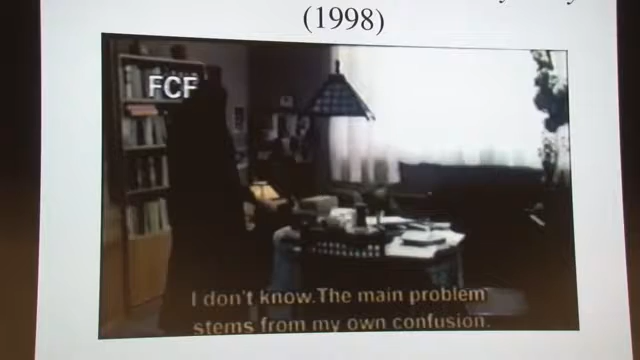 (1998)
FCF
I don't know.The main problem
stems from my own confusion.